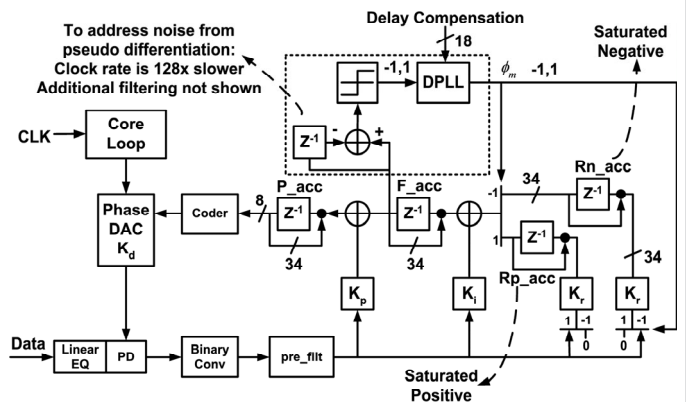 Delay Compensation
To address noise from
pseudo differentiation:
Clock rate is 128x slower
Additional filtering not shown
Saturated
Negative
18
-1,1
DPLL
ϕm
-1,1
CLK
Core
Loop
Z-1
-
+
Rn_acc
34
Z-1
-1
Phase
DAC
Kd
Coder
8
P_acc
Z-1
34
F_acc
Z-1
34
1
Z-1
Rp_acc
34
Kp
Ki
Kr
Kr
1
-1
0
1
-1
0
Data
Linear
EQ
PD
Binary
Conv
pre_filt
Saturated
Positive